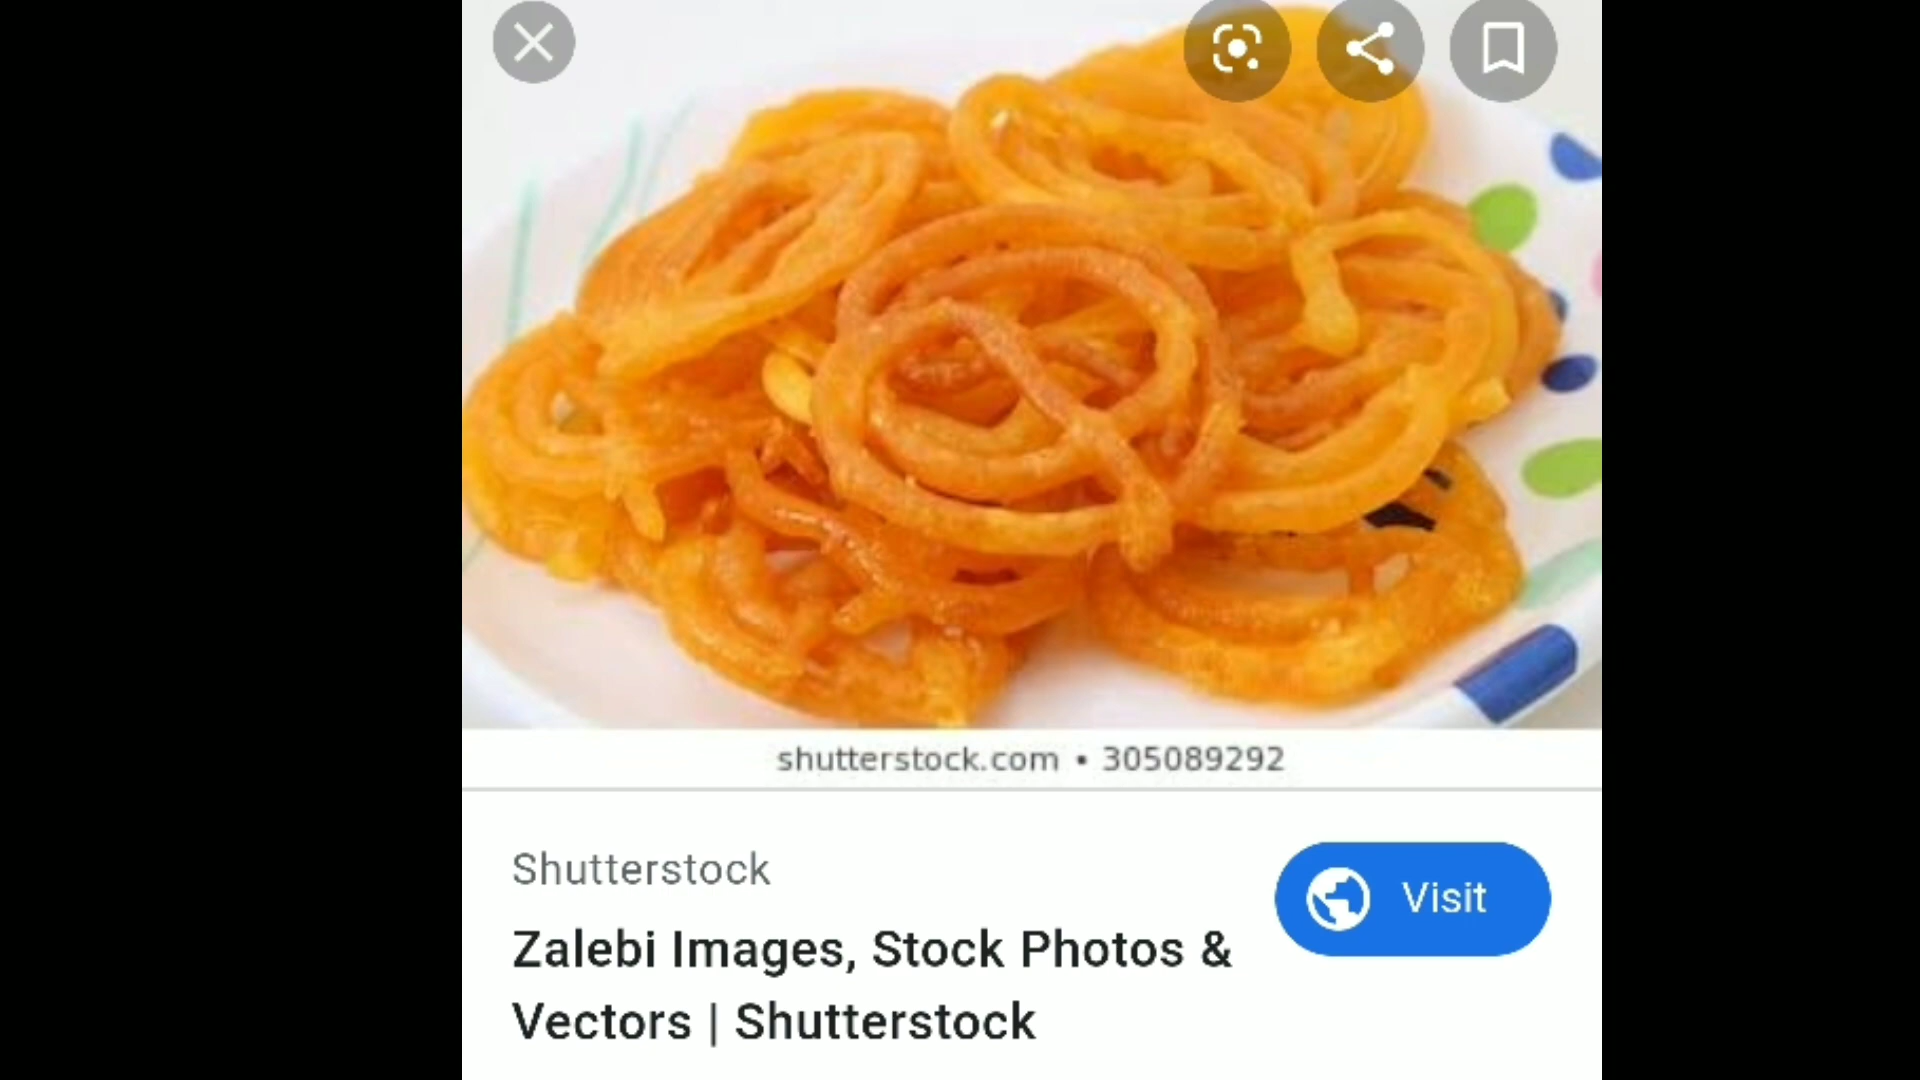 shutterstock.com • 305089292
Shutterstock
Visit
Zalebi Images, Stock Photos &
Vectors | Shutterstock